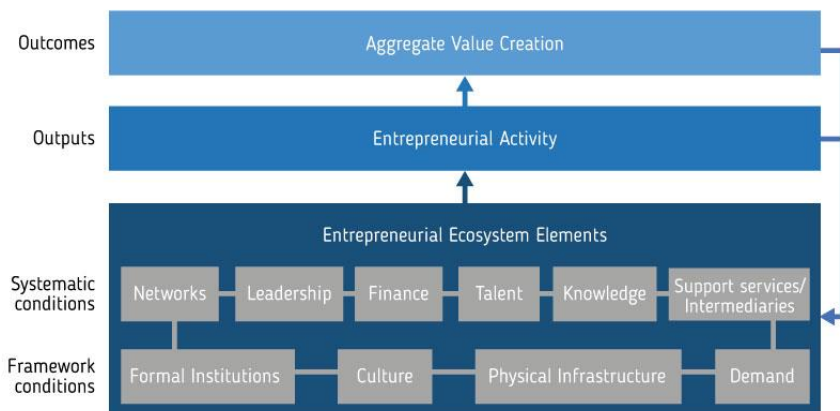 Outcomes
Aggregate Value Creation
Outputs
Entrepreneurial Activity
Entrepreneurial Ecosystem Elements
Systematic
conditions
Networks
Leadership
Finance
Talent
Knowledge
Support services/
Intermediaries
Framework
conditions
Formal Institutions
Culture
Physical Infrastructure
Demand